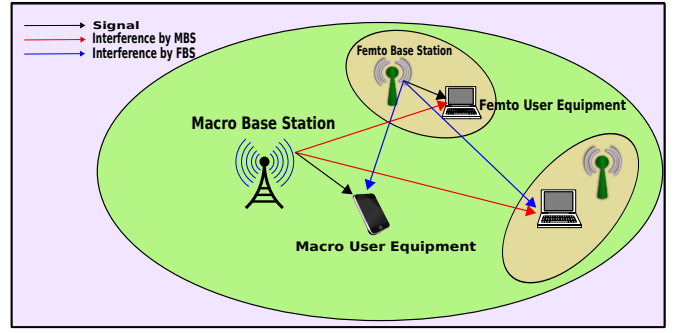 Signal
Interference by MBS
Interference by FBS
Femto Base Station
Femto User Equipment
Macro Base Station
Macro User Equipment